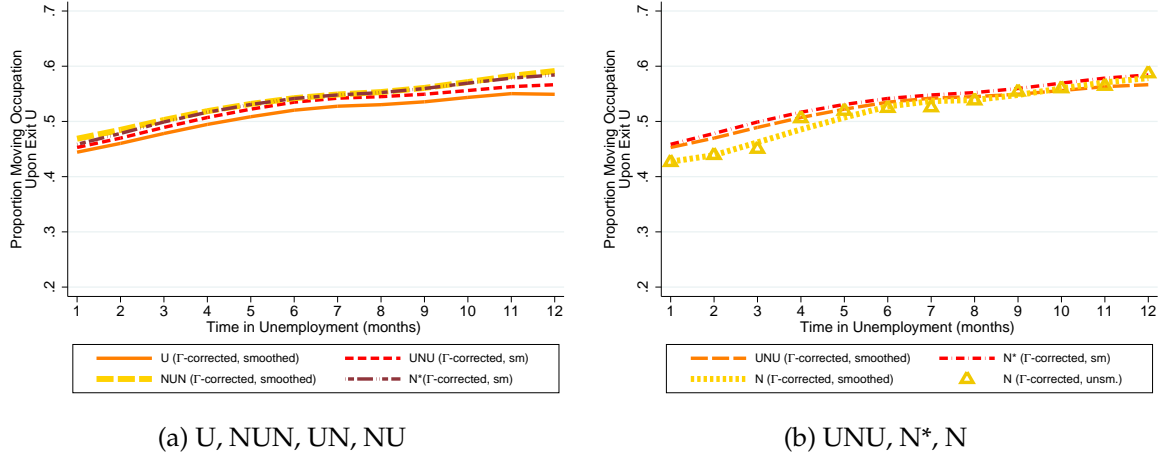 .7
.6
.5
.4
.3
.2
Proportion Moving Occupation
Upon Exit U
1 2 3 4 5 6 7 8 9 10 11 12
Time in Unemployment (months)
U (Γ-corrected, smoothed)
UNU (Γ-corrected, sm)
NUN (Γ-corrected, smoothed)
N*(Γ-corrected, sm)
(a) U, NUN, UN, NU
.7
.6
.5
.4
.3
.2
Proportion Moving Occupation
Upon Exit U
1 2 3 4 5 6 7 8 9 10 11 12
Time in Unemployment (months)
UNU (Γ-corrected, smoothed)
N* (Γ-corrected, sm)
N (Γ-corrected, smoothed)
N (Γ-corrected, unsm.)
(b) UNU, N*, N